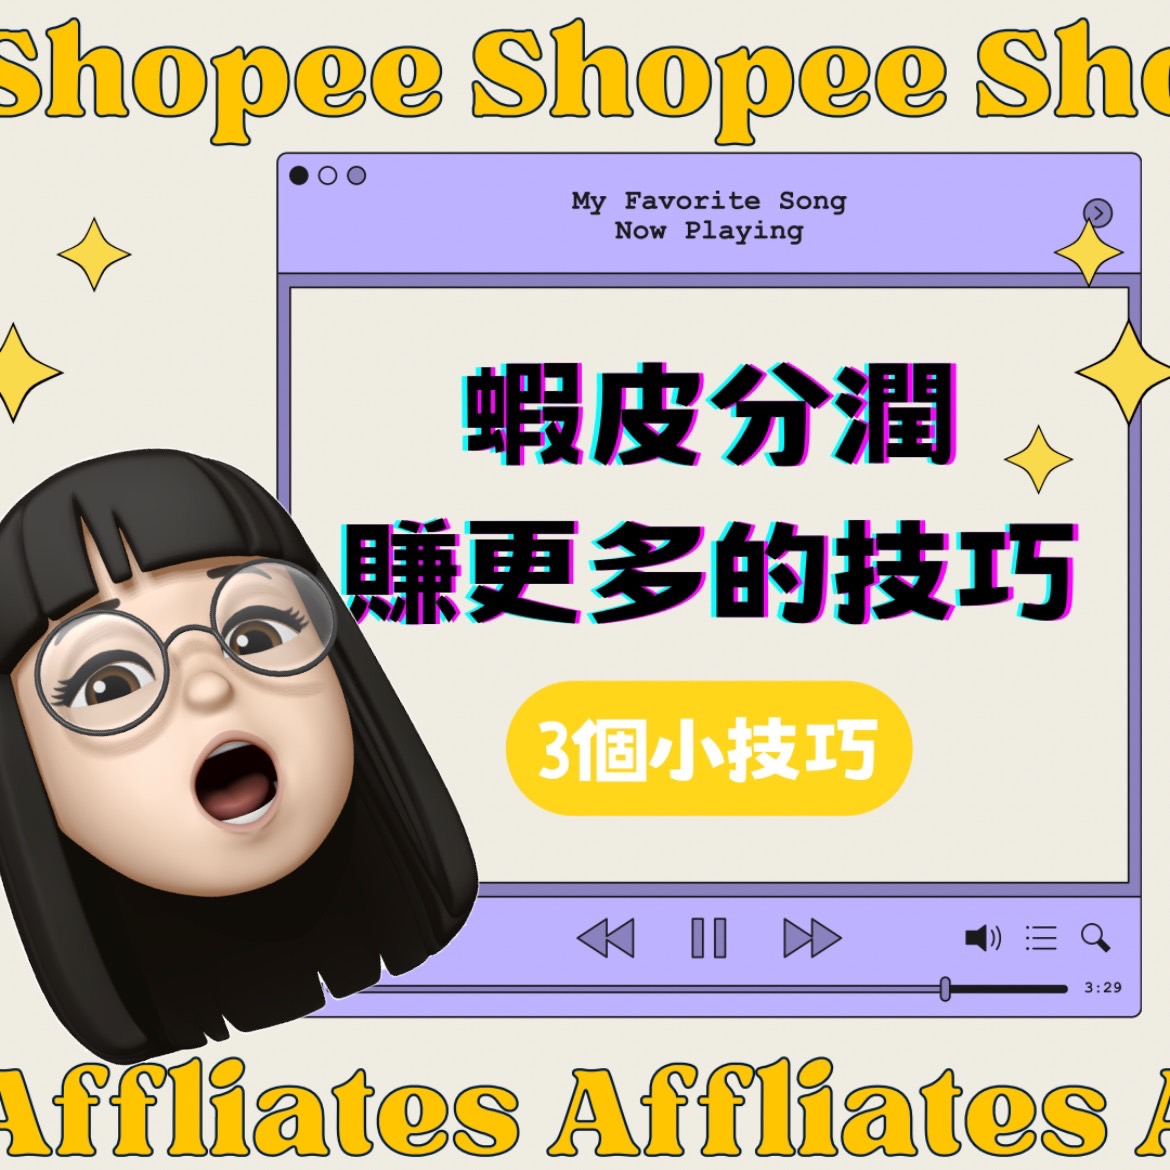 Shopee Shopee Sho
My Favorite Song
Now Playing
蝦皮分潤
賺更多的技巧
3個小技巧
3:29
Affliates Affliates A